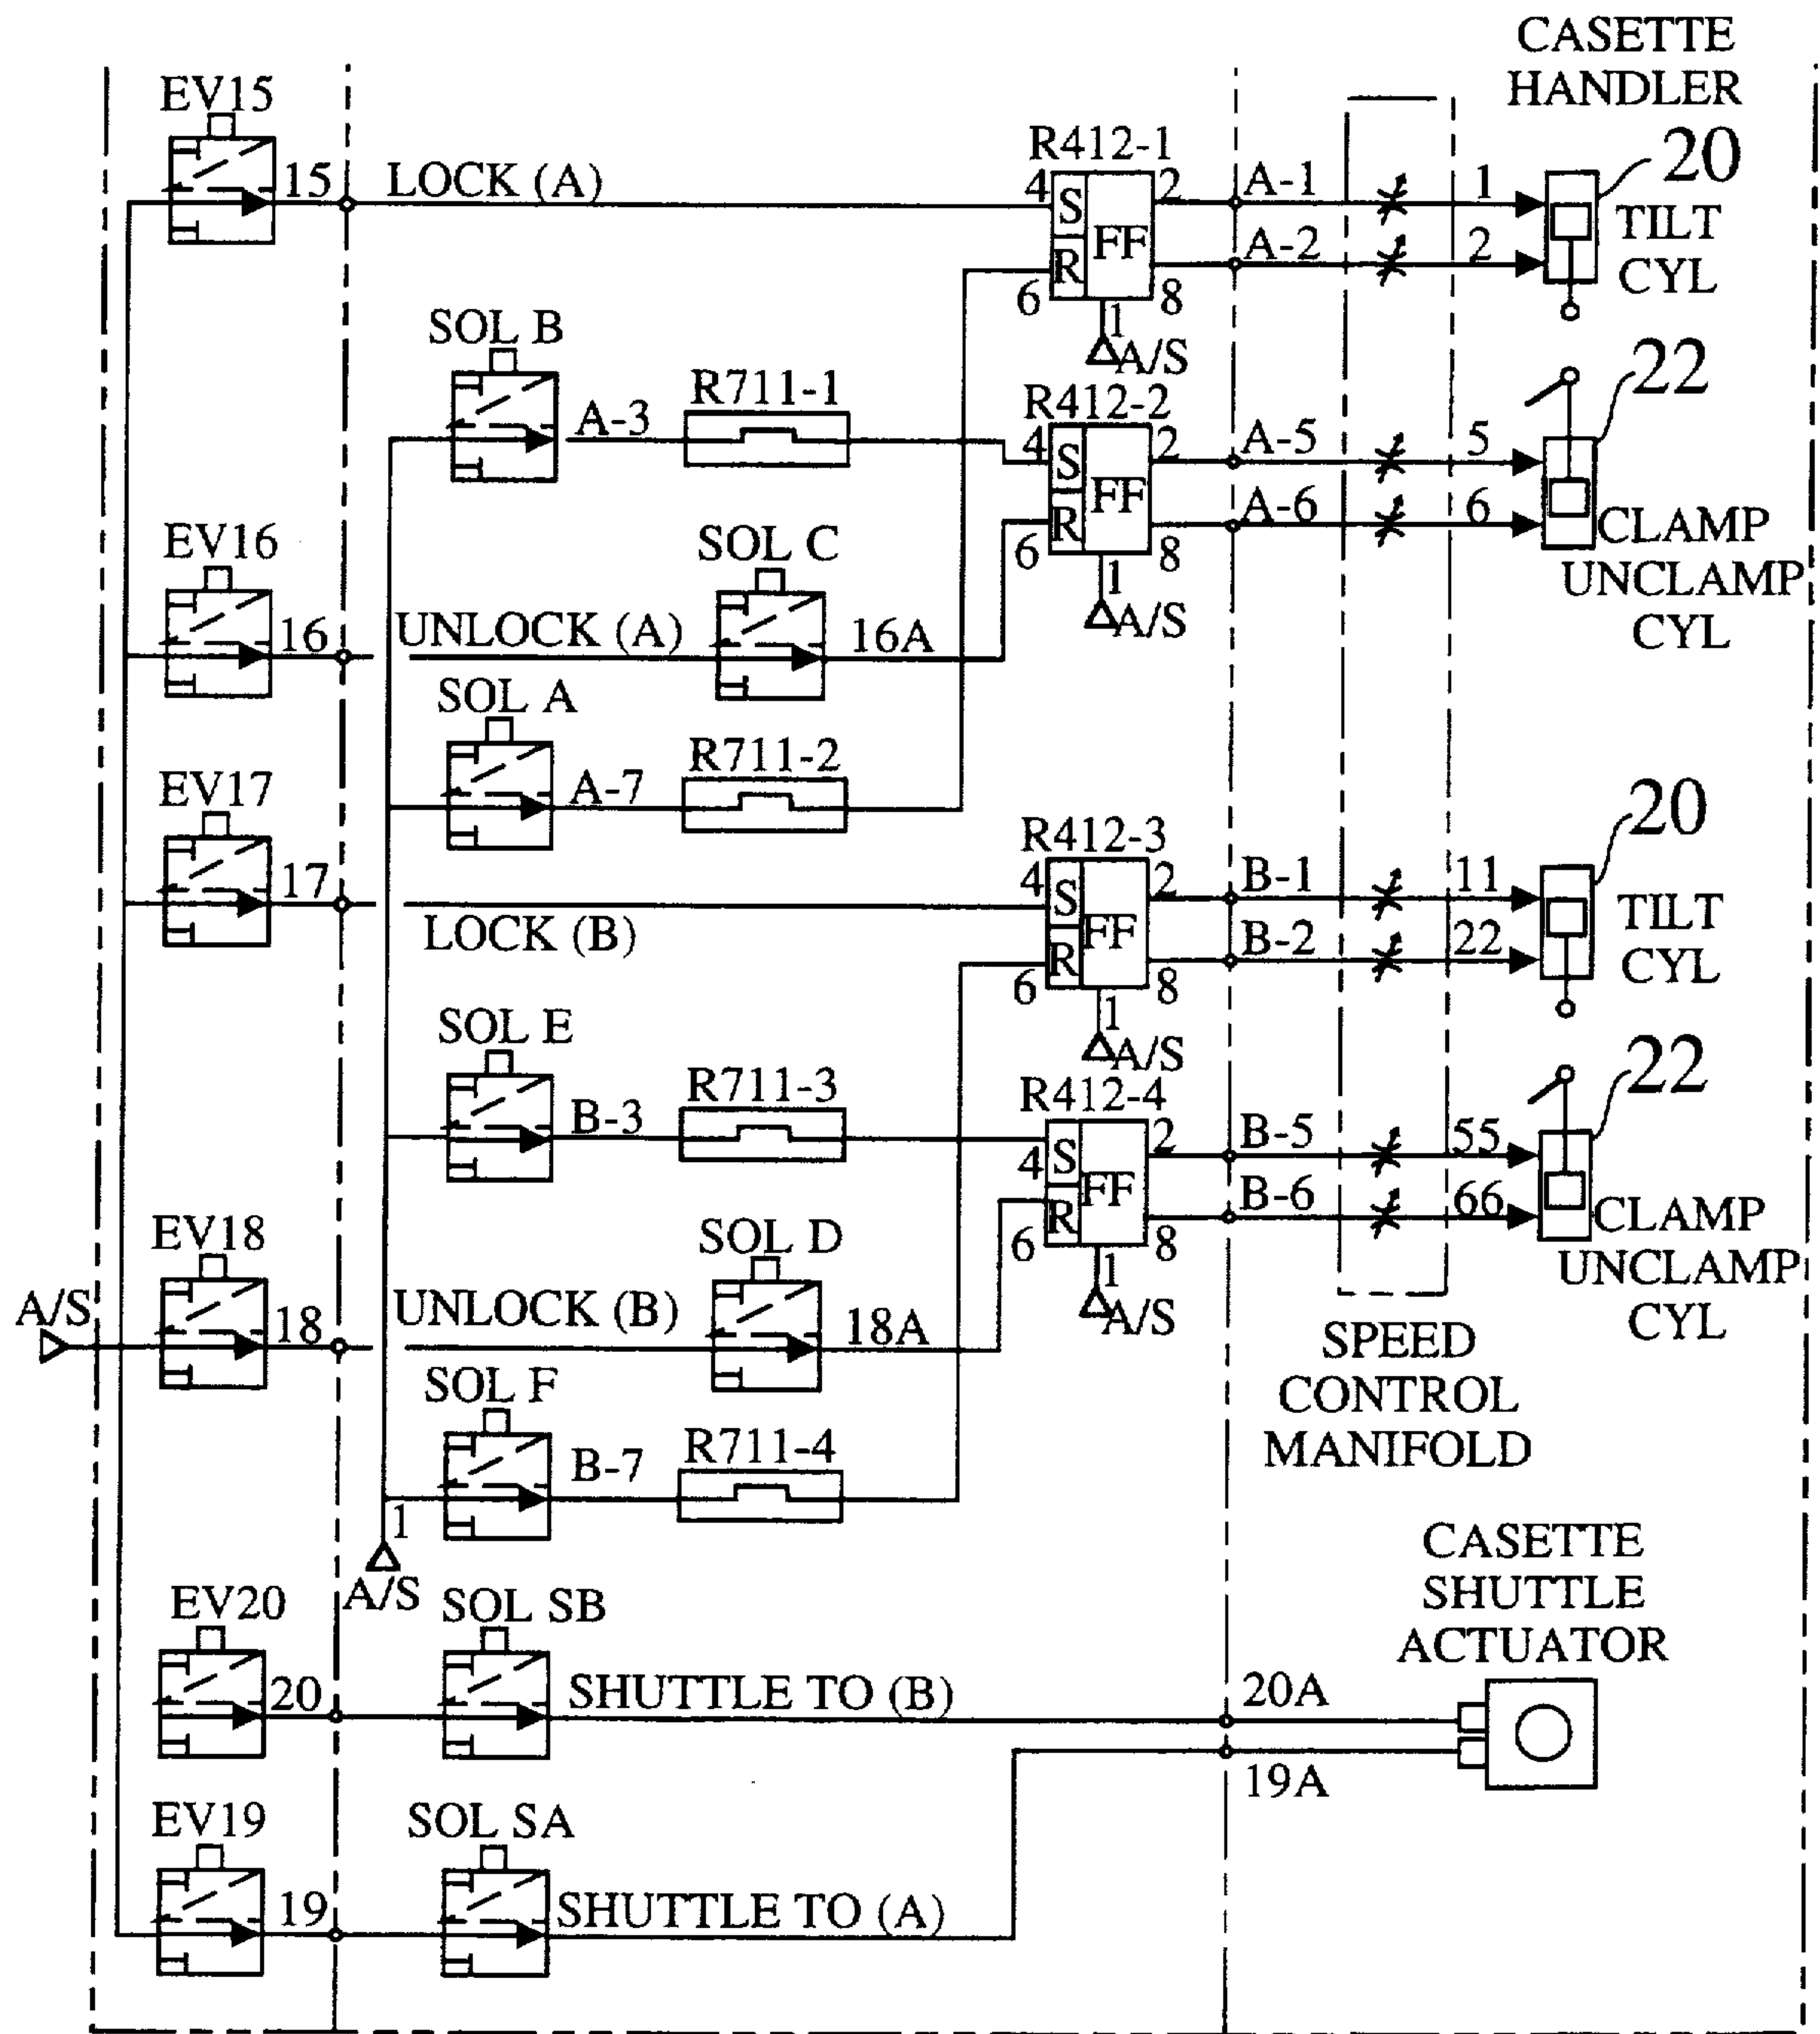 CASETTE
HANDLER
EV15
15
LOCK (A)
R412-1
4
S
R
FF
6
2
8
1
A/S
A-1
A-2
1
2
20
TILT
CYL
SOL B
A-3
R711-1
R412-2
4
S
R
FF
6
2
8
1
A/S
A-5
A-6
5
6
22
CLAMP
UNCLAMP
CYL
EV16
16
UNLOCK (A)
SOL C
16A
SOL A
A-7
R711-2
EV17
17
LOCK (B)
R412-3
4
S
R
FF
6
2
8
1
A/S
B-1
B-2
11
22
20
TILT
CYL
SOL E
B-3
R711-3
R412-4
4
S
R
FF
6
2
8
1
A/S
B-5
B-6
55
66
22
CLAMP
UNCLAMP
CYL
A/S
EV18
18
UNLOCK (B)
SOL D
18A
SPEED
CONTROL
MANIFOLD
SOL F
B-7
R711-4
1
A/S
CASETTE
SHUTTLE
ACTUATOR
EV20
20
SOL SB
SHUTTLE TO (B)
20A
19A
EV19
19
SOL SA
SHUTTLE TO (A)